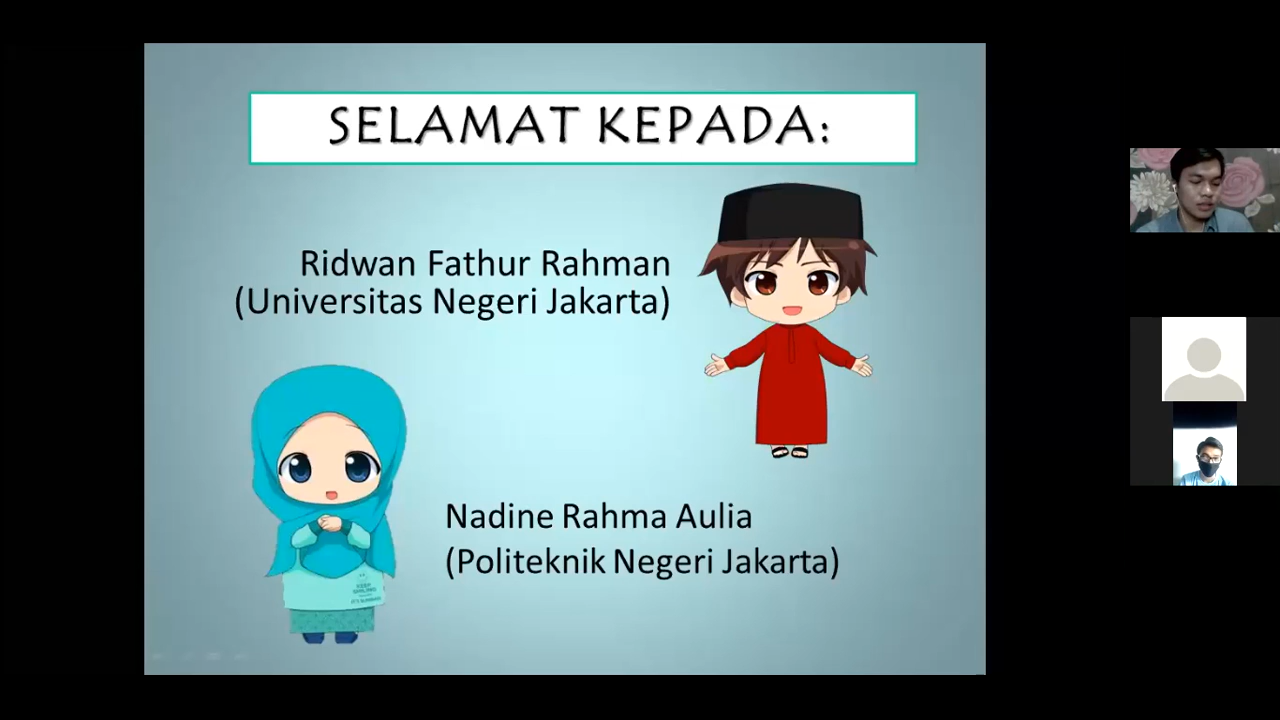 SELAMAT KEPADA:
Ridwan Fathur Rahman
(Universitas Negeri Jakarta)
Nadine Rahma Aulia
(Politeknik Negeri Jakarta)